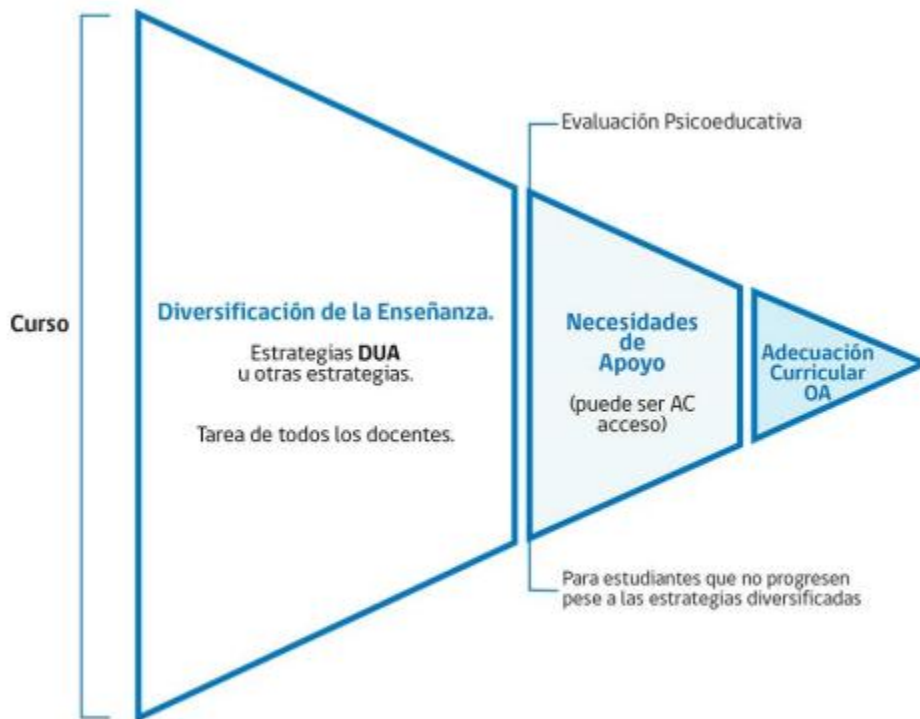 Curso
Diversificación de la Enseñanza.
Estrategias DUA
u otras estrategias.
Tarea de todos los docentes.
Evaluación Psicoeducativa
Necesidades
de
Apoyo
(puede ser AC
acceso)
Para estudiantes que no progresen
pese a las estrategias diversificadas
Adecuación
Curricular
OA